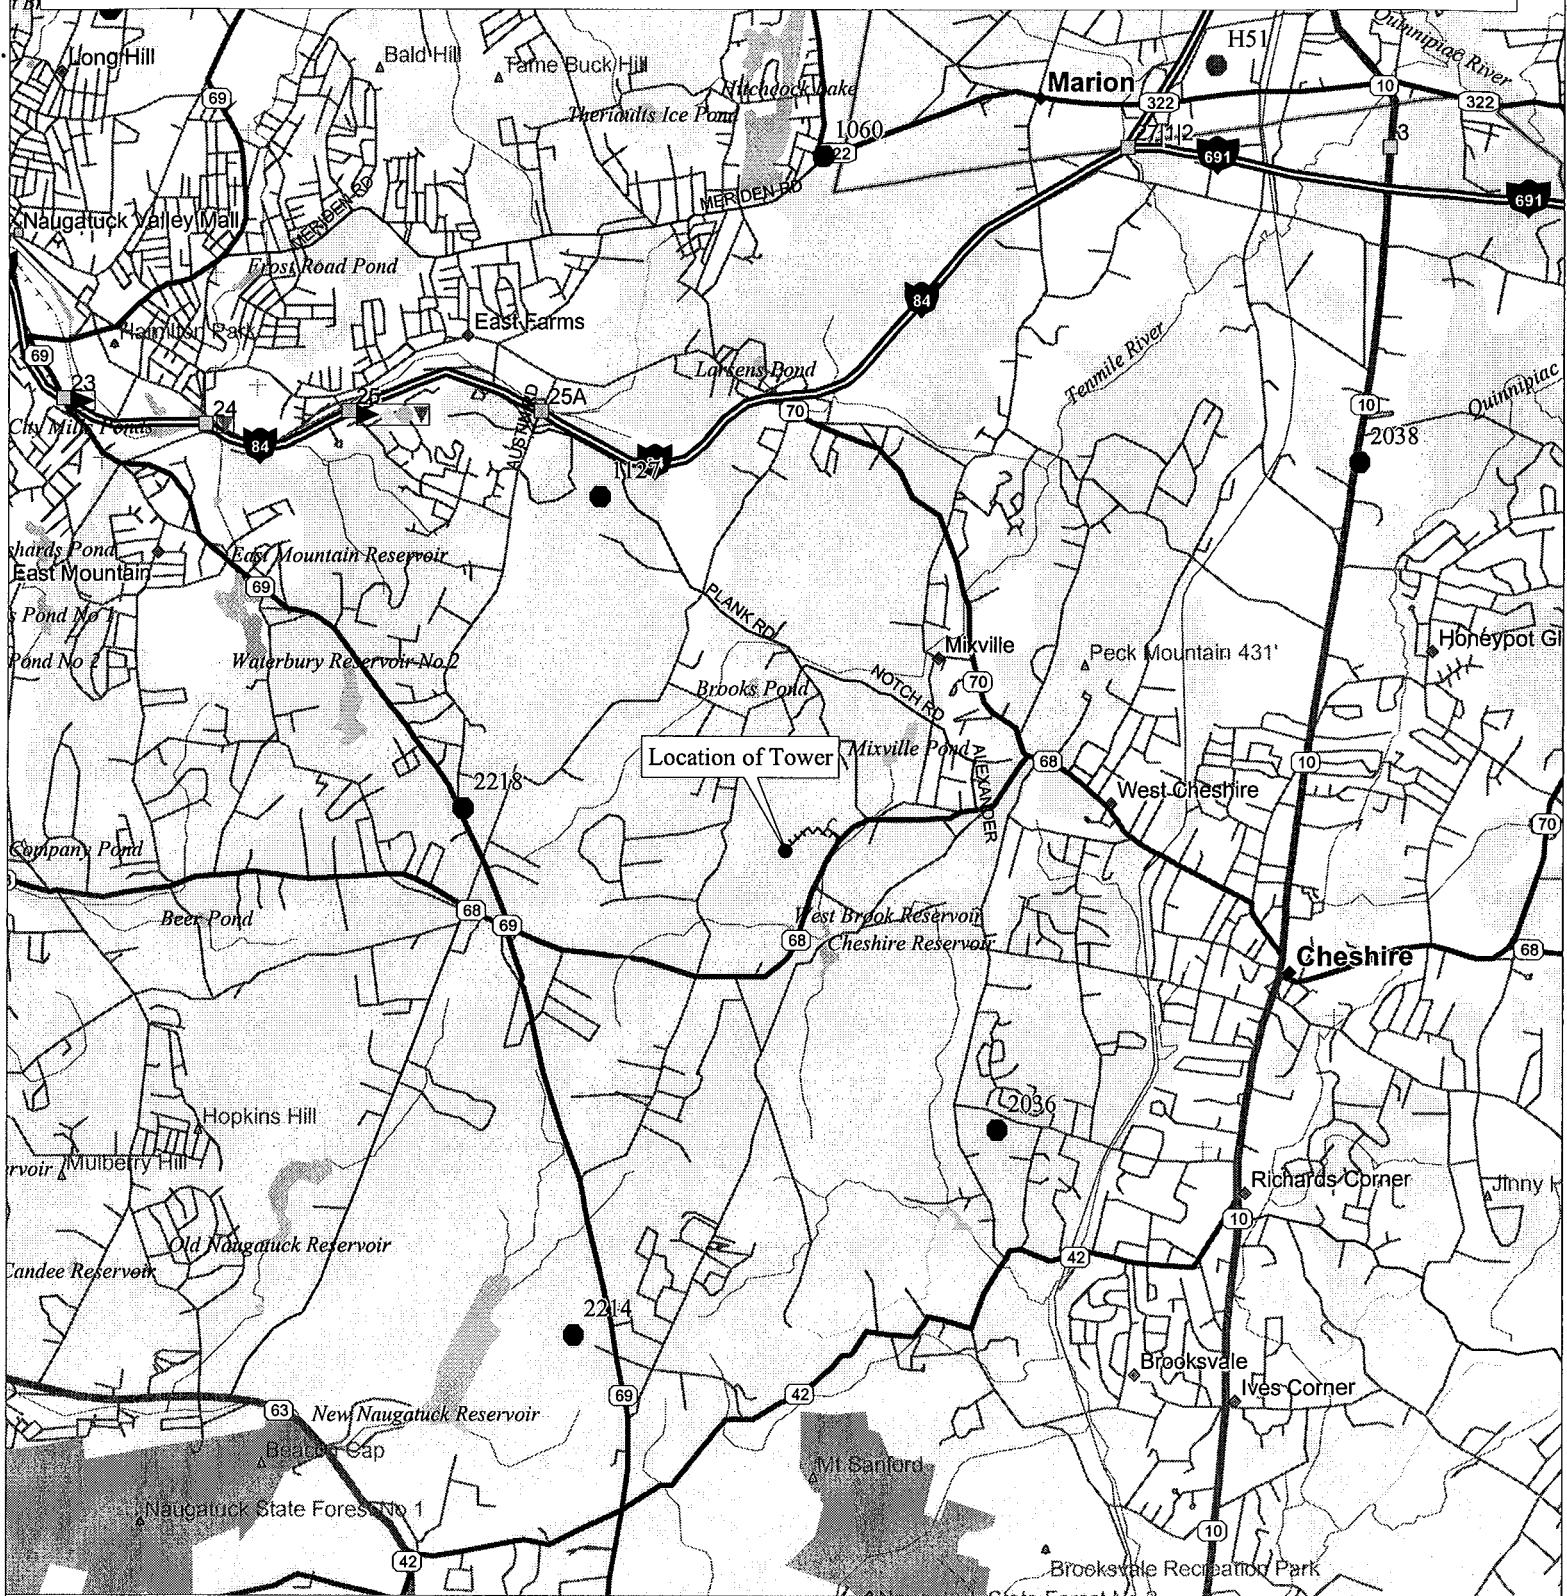 Long Hill
Bald Hill
Tame Buck Hill
H51
Quinnipiac River
69
Hitchcock Lake
Marion
10
322
322
Theriaults Ice Pond
1060
3
691
MERIDEN RD
MERIDEN RD
691
Naugatuck Valley Mall
Frost Road Pond
84
East Farms
Hamilton Park
69
Larsens Pond
Tenmile River
23
25
25A
70
10
Quinnipiac
24
City Mills Ponds
84
AUSTIN RD
1127
2038
East Mountain Reservoir
East Mountain
69
PLANK RD
Pond No 2
Waterbury Reservoir No 2
Mixville
Peck Mountain 431'
Honeypot Gl
Brooks Pond
NOTCH RD
70
Location of Tower
Mixville Pond
68
10
2218
ALEXANDER
West Cheshire
70
Company Pond
Beer Pond
68
69
West Brook Reservoir
68
Cheshire Reservoir
Cheshire
68
Hopkins Hill
2036
Mulberry Hill
Richards Corner
Jinny H
10
Old Naugatuck Reservoir
42
Candee Reservoir
2214
Brooksvale
Ives Corner
69
42
63
New Naugatuck Reservoir
Beacon Cap
Mt Sanford
Naugatuck State Forest No 1
10
42
Brooksvale Recreation Park